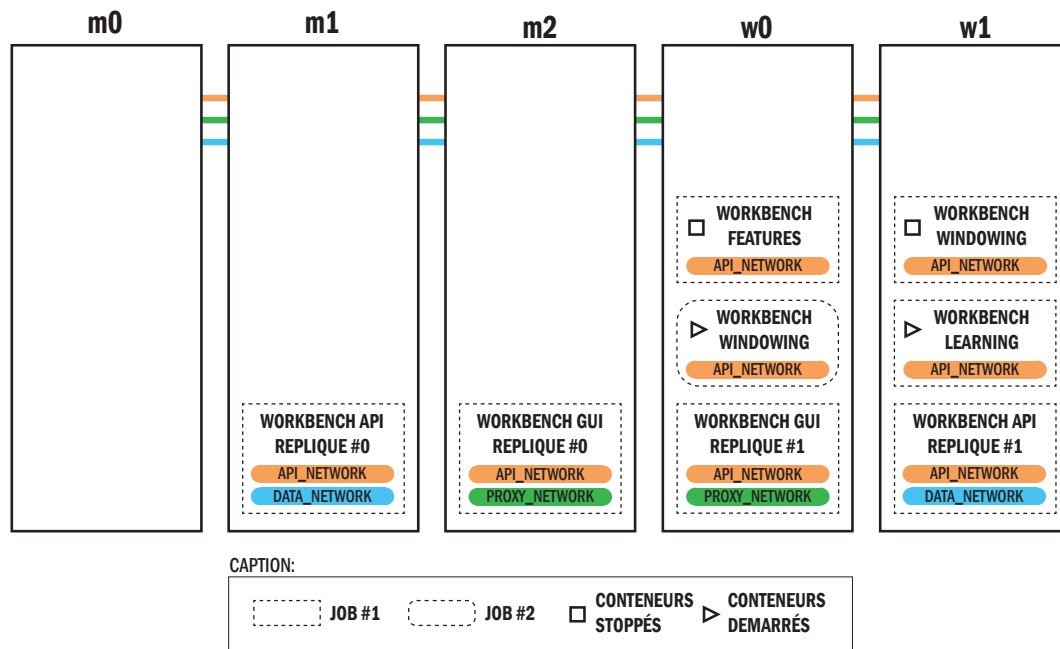 m0
m1
m2
w0
w1
WORKBENCH
FEATURES
API_NETWORK
WORKBENCH
WINDOWING
API_NETWORK
WORKBENCH
WINDOWING
API_NETWORK
WORKBENCH
LEARNING
API_NETWORK
WORKBENCH API
REPLIQUE #0
API_NETWORK
DATA_NETWORK
WORKBENCH GUI
REPLIQUE #0
API_NETWORK
PROXY_NETWORK
WORKBENCH GUI
REPLIQUE #1
API_NETWORK
PROXY_NETWORK
WORKBENCH API
REPLIQUE #1
API_NETWORK
DATA_NETWORK
CAPTION:
JOB #1
JOB #2
CONTENEURS
STOPPÉS
CONTENEURS
DEMARRÉS